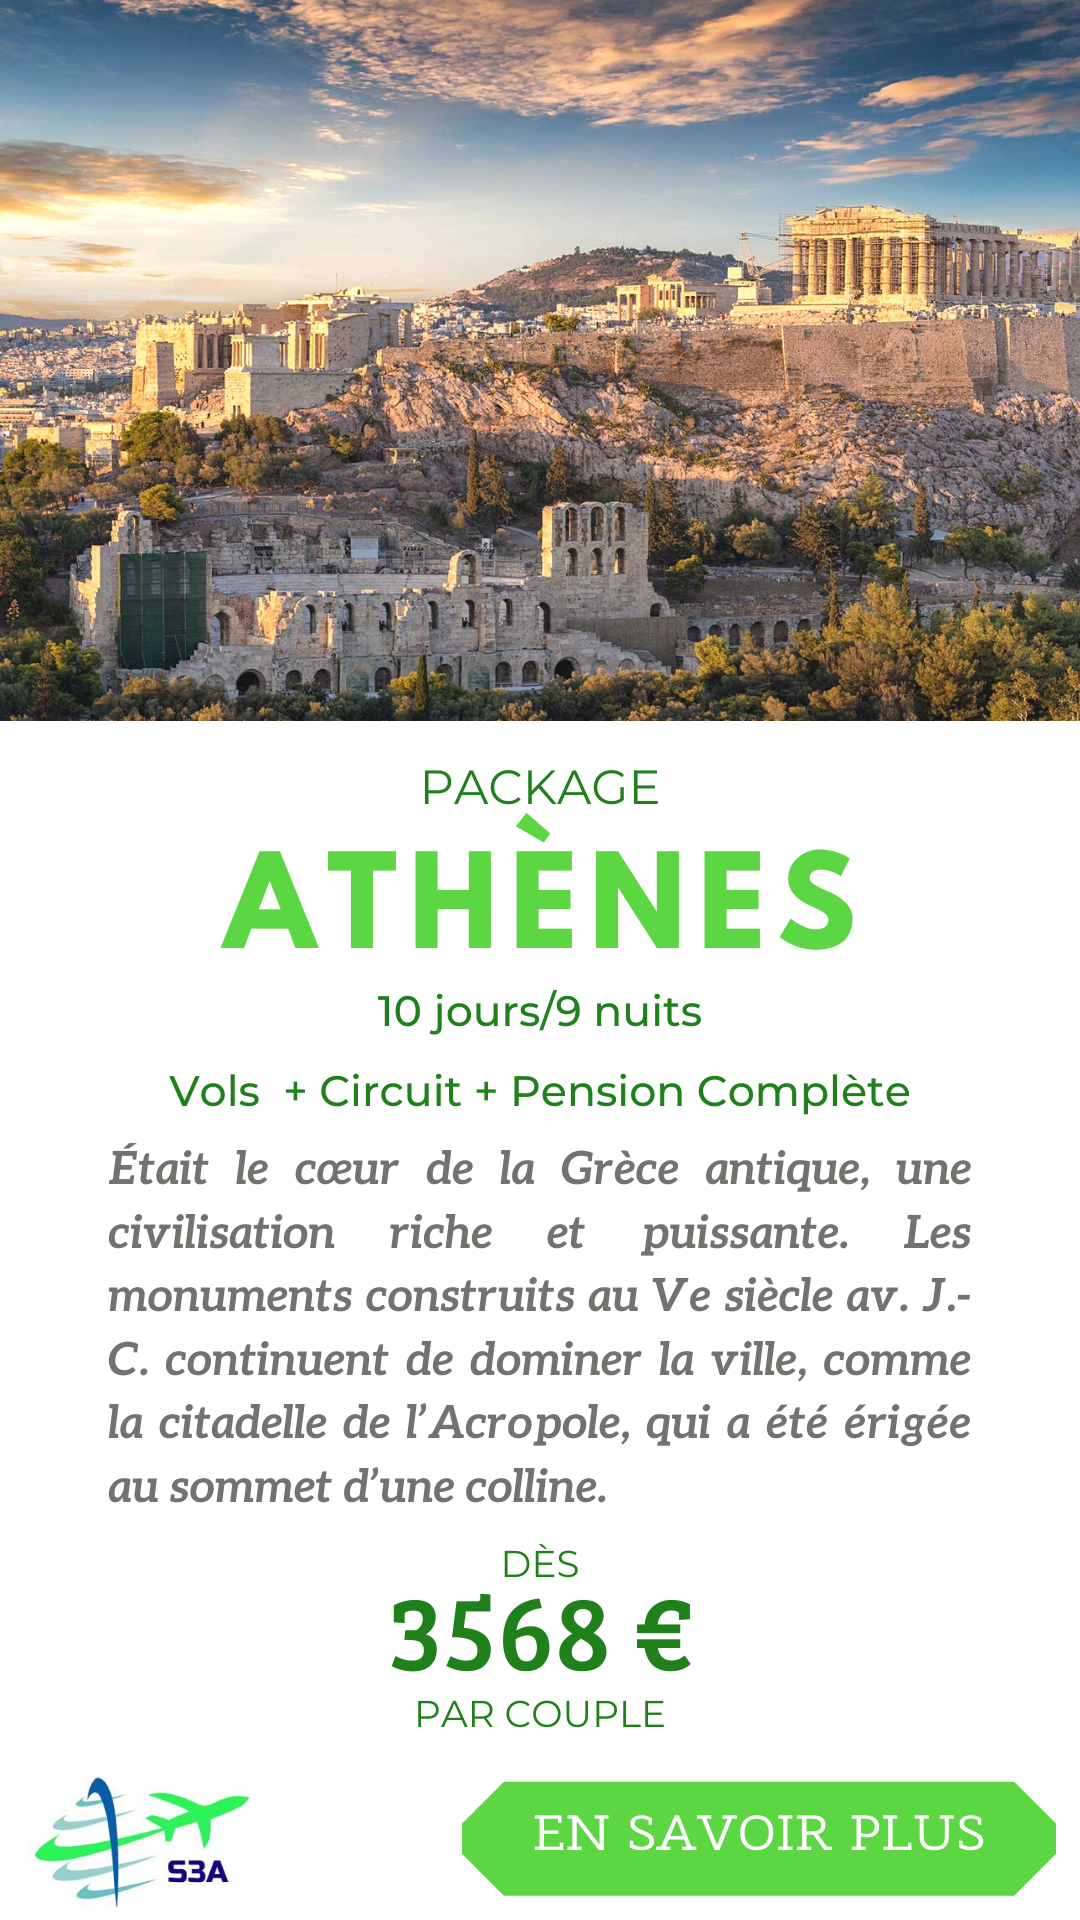 PACKAGE
ATHÈNES
10 jours/9 nuits
Vols + Circuit + Pension Complète
Était le cœur de la Grèce antique, une
civilisation riche et puissante. Les
monuments construits au Ve siècle av. J.-
C. continuent de dominer la ville, comme
la citadelle de l’Acropole, qui a été érigée
au sommet d’une colline.
DÈS
3568 €
PAR COUPLE
S3A
EN SAVOIR PLUS